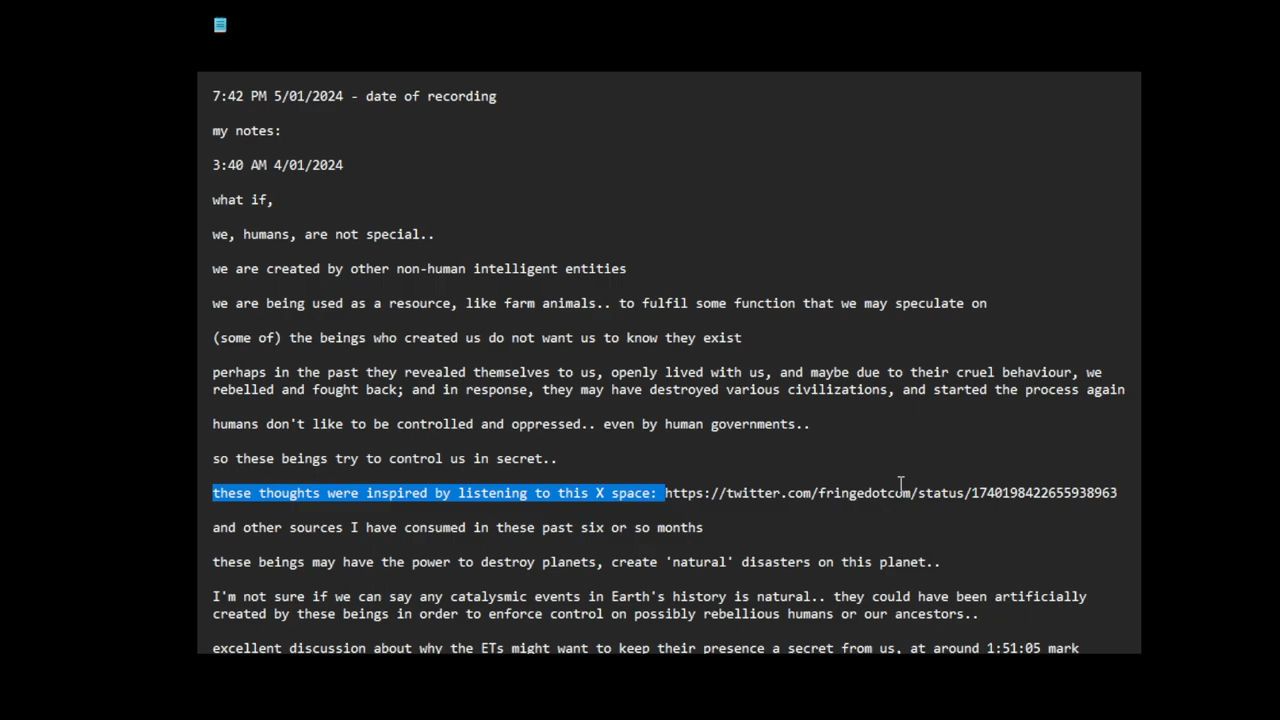 7:42 PM 5/01/2024 - date of recording
my notes:
3:40 AM 4/01/2024
what if,
we, humans, are not special..
we are created by other non-human intelligent entities
we are being used as a resource, like farm animals.. to fulfil some function that we may speculate on
(some of) the beings who created us do not want us to know they exist
perhaps in the past they revealed themselves to us, openly lived with us, and maybe due to their cruel behaviour, we
rebelled and fought back; and in response, they may have destroyed various civilizations, and started the process again
humans don't like to be controlled and oppressed.. even by human governments..
so these beings try to control us in secret..
these thoughts were inspired by listening to this X space: https://twitter.com/fringedotcom/status/1740198422655938963
and other sources I have consumed in these past six or so months
these beings may have the power to destroy planets, create 'natural' disasters on this planet..
I'm not sure if we can say any catalysmic events in Earth's history is natural.. they could have been artificially
created by these beings in order to enforce control on possibly rebellious humans or our ancestors..
excellent discussion about why the ETs might want to keep their presence a secret from us, at around 1:51:05 mark